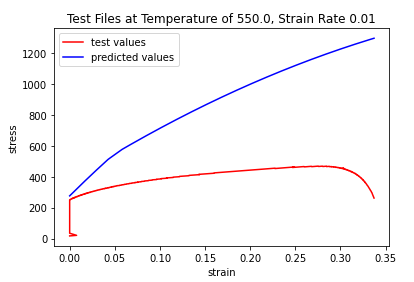 Test Files at Temperature of 550.0, Strain Rate 0.01
test values
predicted values
stress
1200
1000
800
600
400
200
0
0.00 0.05 0.10 0.15 0.20 0.25 0.30 0.35
strain